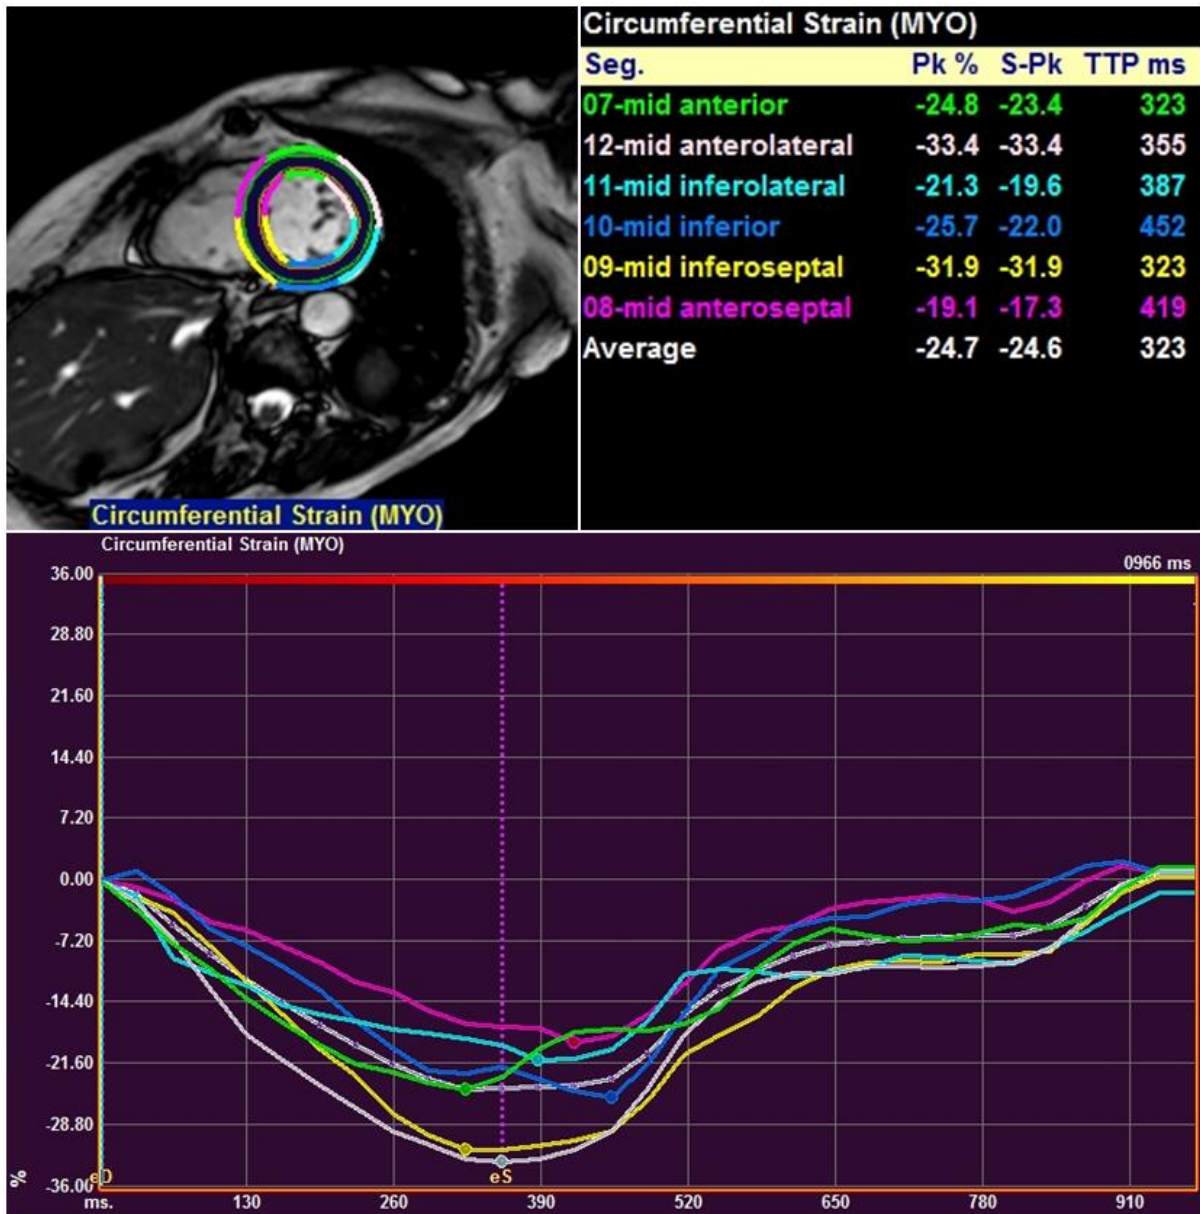 Circumferential Strain (MYO)
Circumferential Strain (MYO)
Seg. Pk % S-Pk TTP ms
07-mid anterior -24.8 -23.4 323
12-mid anterolateral -33.4 -33.4 355
11-mid inferolateral -21.3 -19.6 387
10-mid inferior -25.7 -22.0 452
09-mid inferoseptal -31.9 -31.9 323
08-mid anteroseptal -19.1 -17.3 419
Average -24.7 -24.6 323
Circumferential Strain (MYO)
0966 ms
36.00
28.80
21.60
14.40
7.20
0.00
-7.20
-14.40
-21.60
-28.80
-36.00
%
eD eS
ms. 130 260 390 520 650 780 910